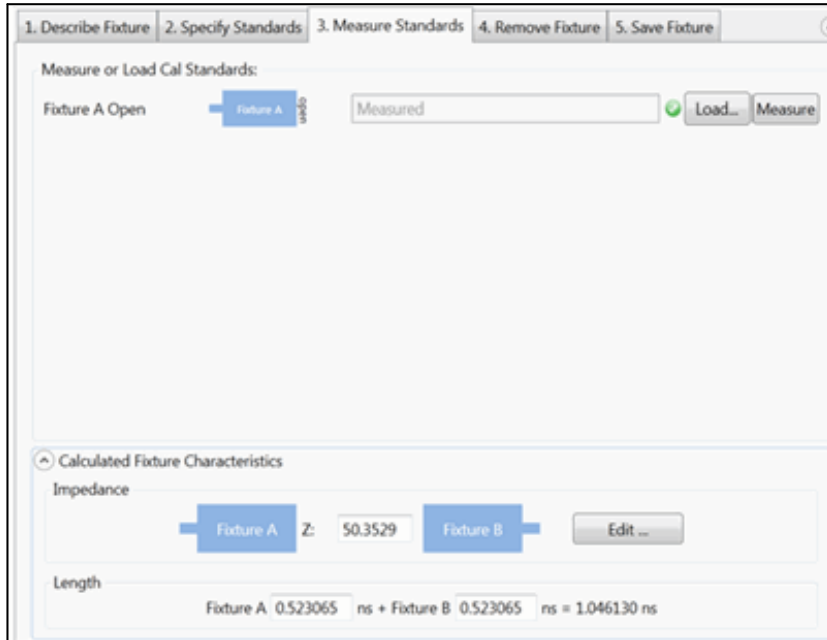 1. Describe Fixture 2. Specify Standards 3. Measure Standards 4. Remove Fixture 5. Save Fixture
Measure or Load Cal Standards:
Fixture A Open Fixture A open Measured Load... Measure
Calculated Fixture Characteristics
Impedance
Fixture A Z: 50.3529 Fixture B Edit ...
Length
Fixture A 0.523065 ns + Fixture B 0.523065 ns = 1.046130 ns